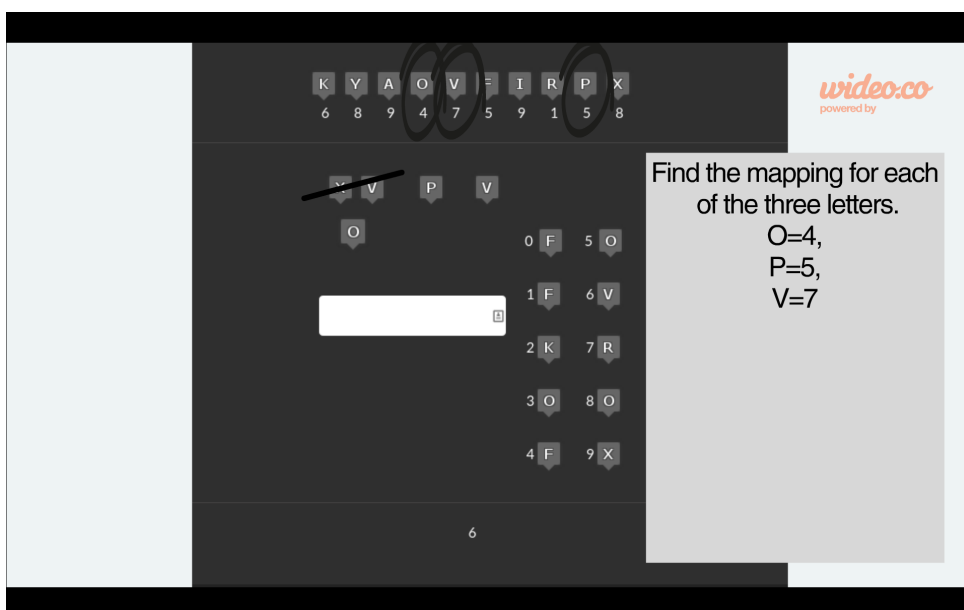 K Y A O V F I R P X
6 8 9 4 7 5 9 1 5 8
wideo.co
powered by
X V P V
O
0 F 5 O
1 F 6 V
2 K 7 R
3 O 8 O
4 F 9 X
6
Find the mapping for each
of the three letters.
O=4,
P=5,
V=7